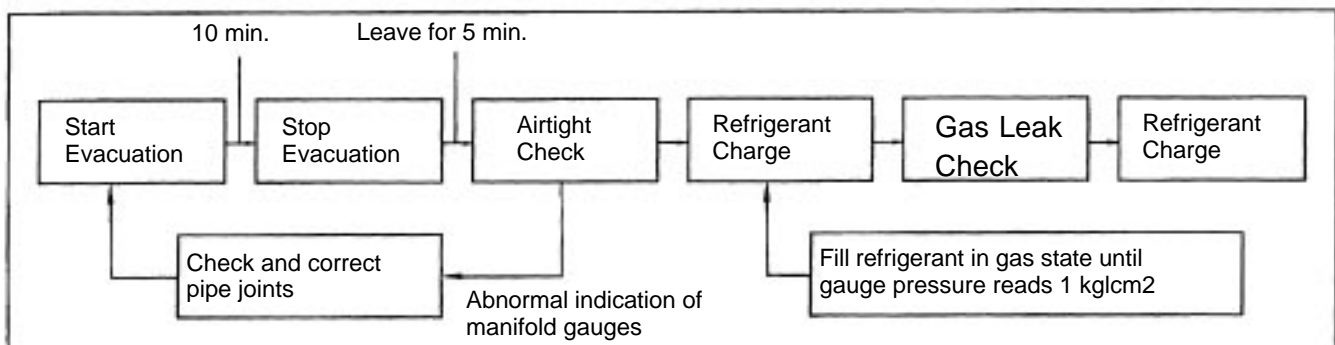 10 min.
Leave for 5 min.
Start
Evacuation
Stop
Evacuation
Airtight
Check
Refrigerant
Charge
Gas Leak
Check
Refrigerant
Charge
Check and correct
pipe joints
Abnormal indication of
manifold gauges
Fill refrigerant in gas state until
gauge pressure reads 1 kglcm2